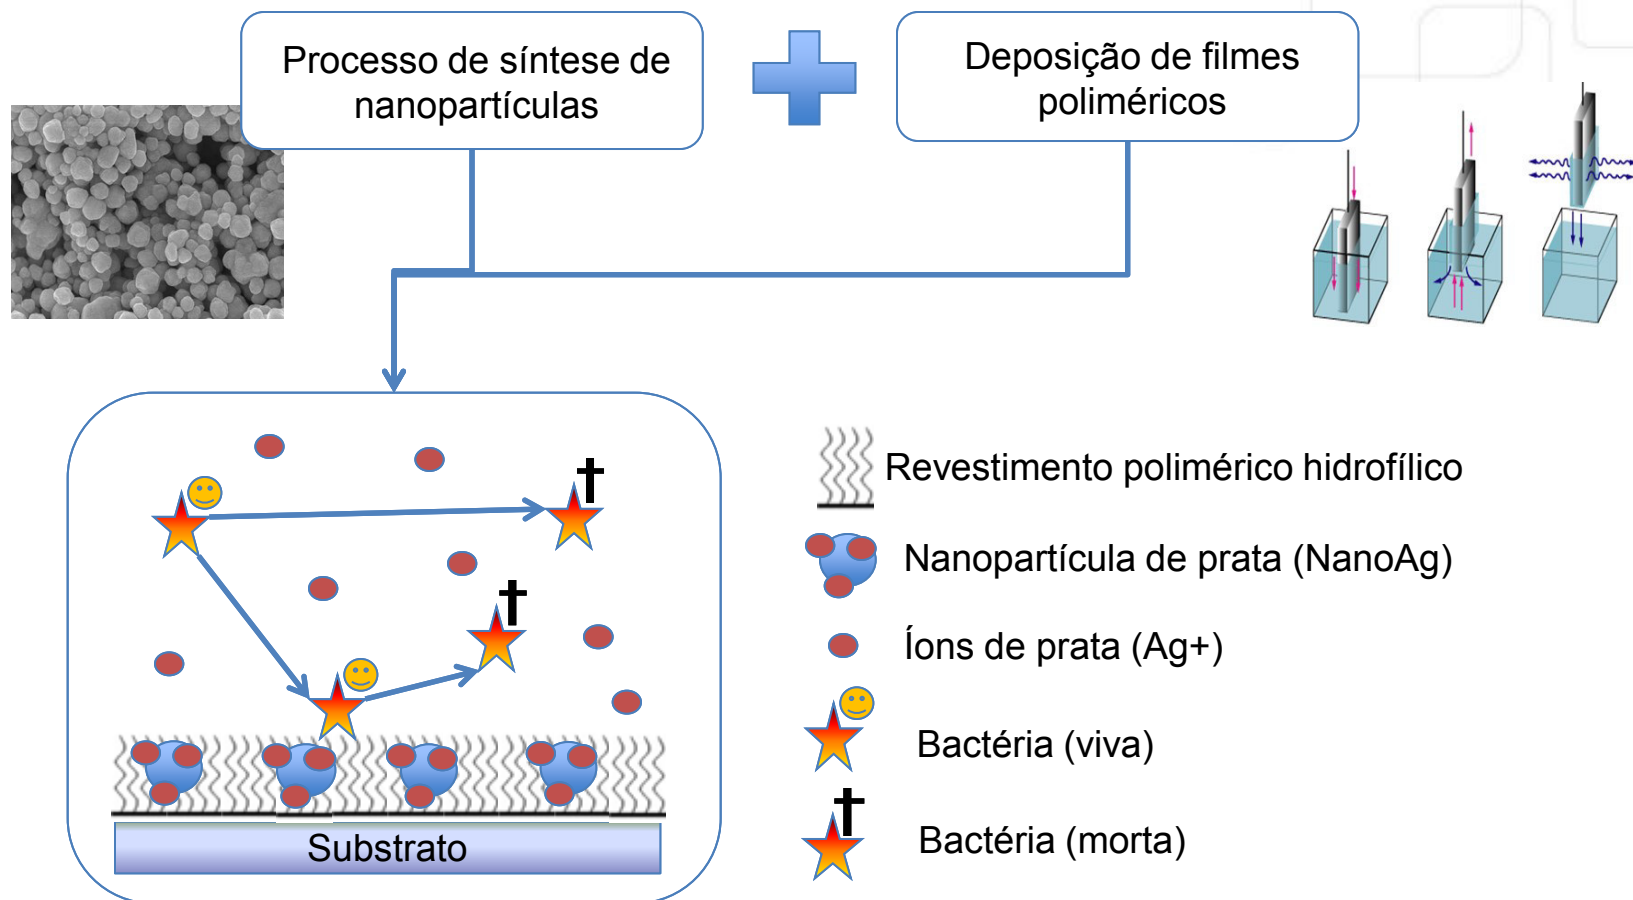 Processo de síntese de
nanopartículas
Deposição de filmes
poliméricos
Substrato
Revestimento polimérico hidrofílico
Nanopartícula de prata (NanoAg)
Íons de prata (Ag+)
Bactéria (viva)
Bactéria (morta)